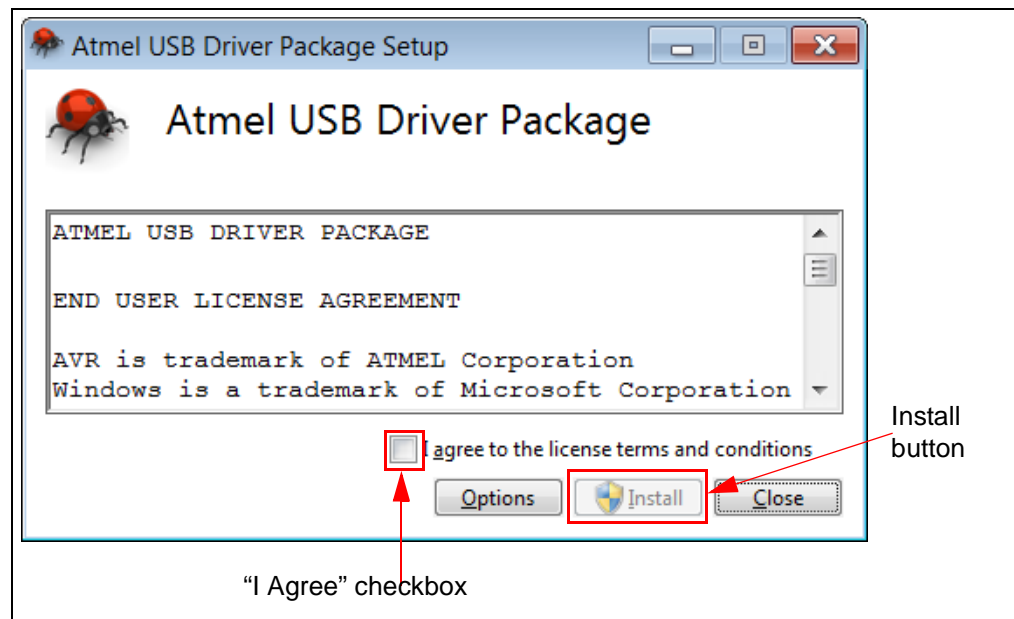 Atmel USB Driver Package Setup
Atmel USB Driver Package
ATMEL USB DRIVER PACKAGE
END USER LICENSE AGREEMENT
AVR is trademark of ATMEL Corporation
Windows is a trademark of Microsoft Corporation
I agree to the license terms and conditions
Options
Install
Close
Install
button
“I Agree” checkbox